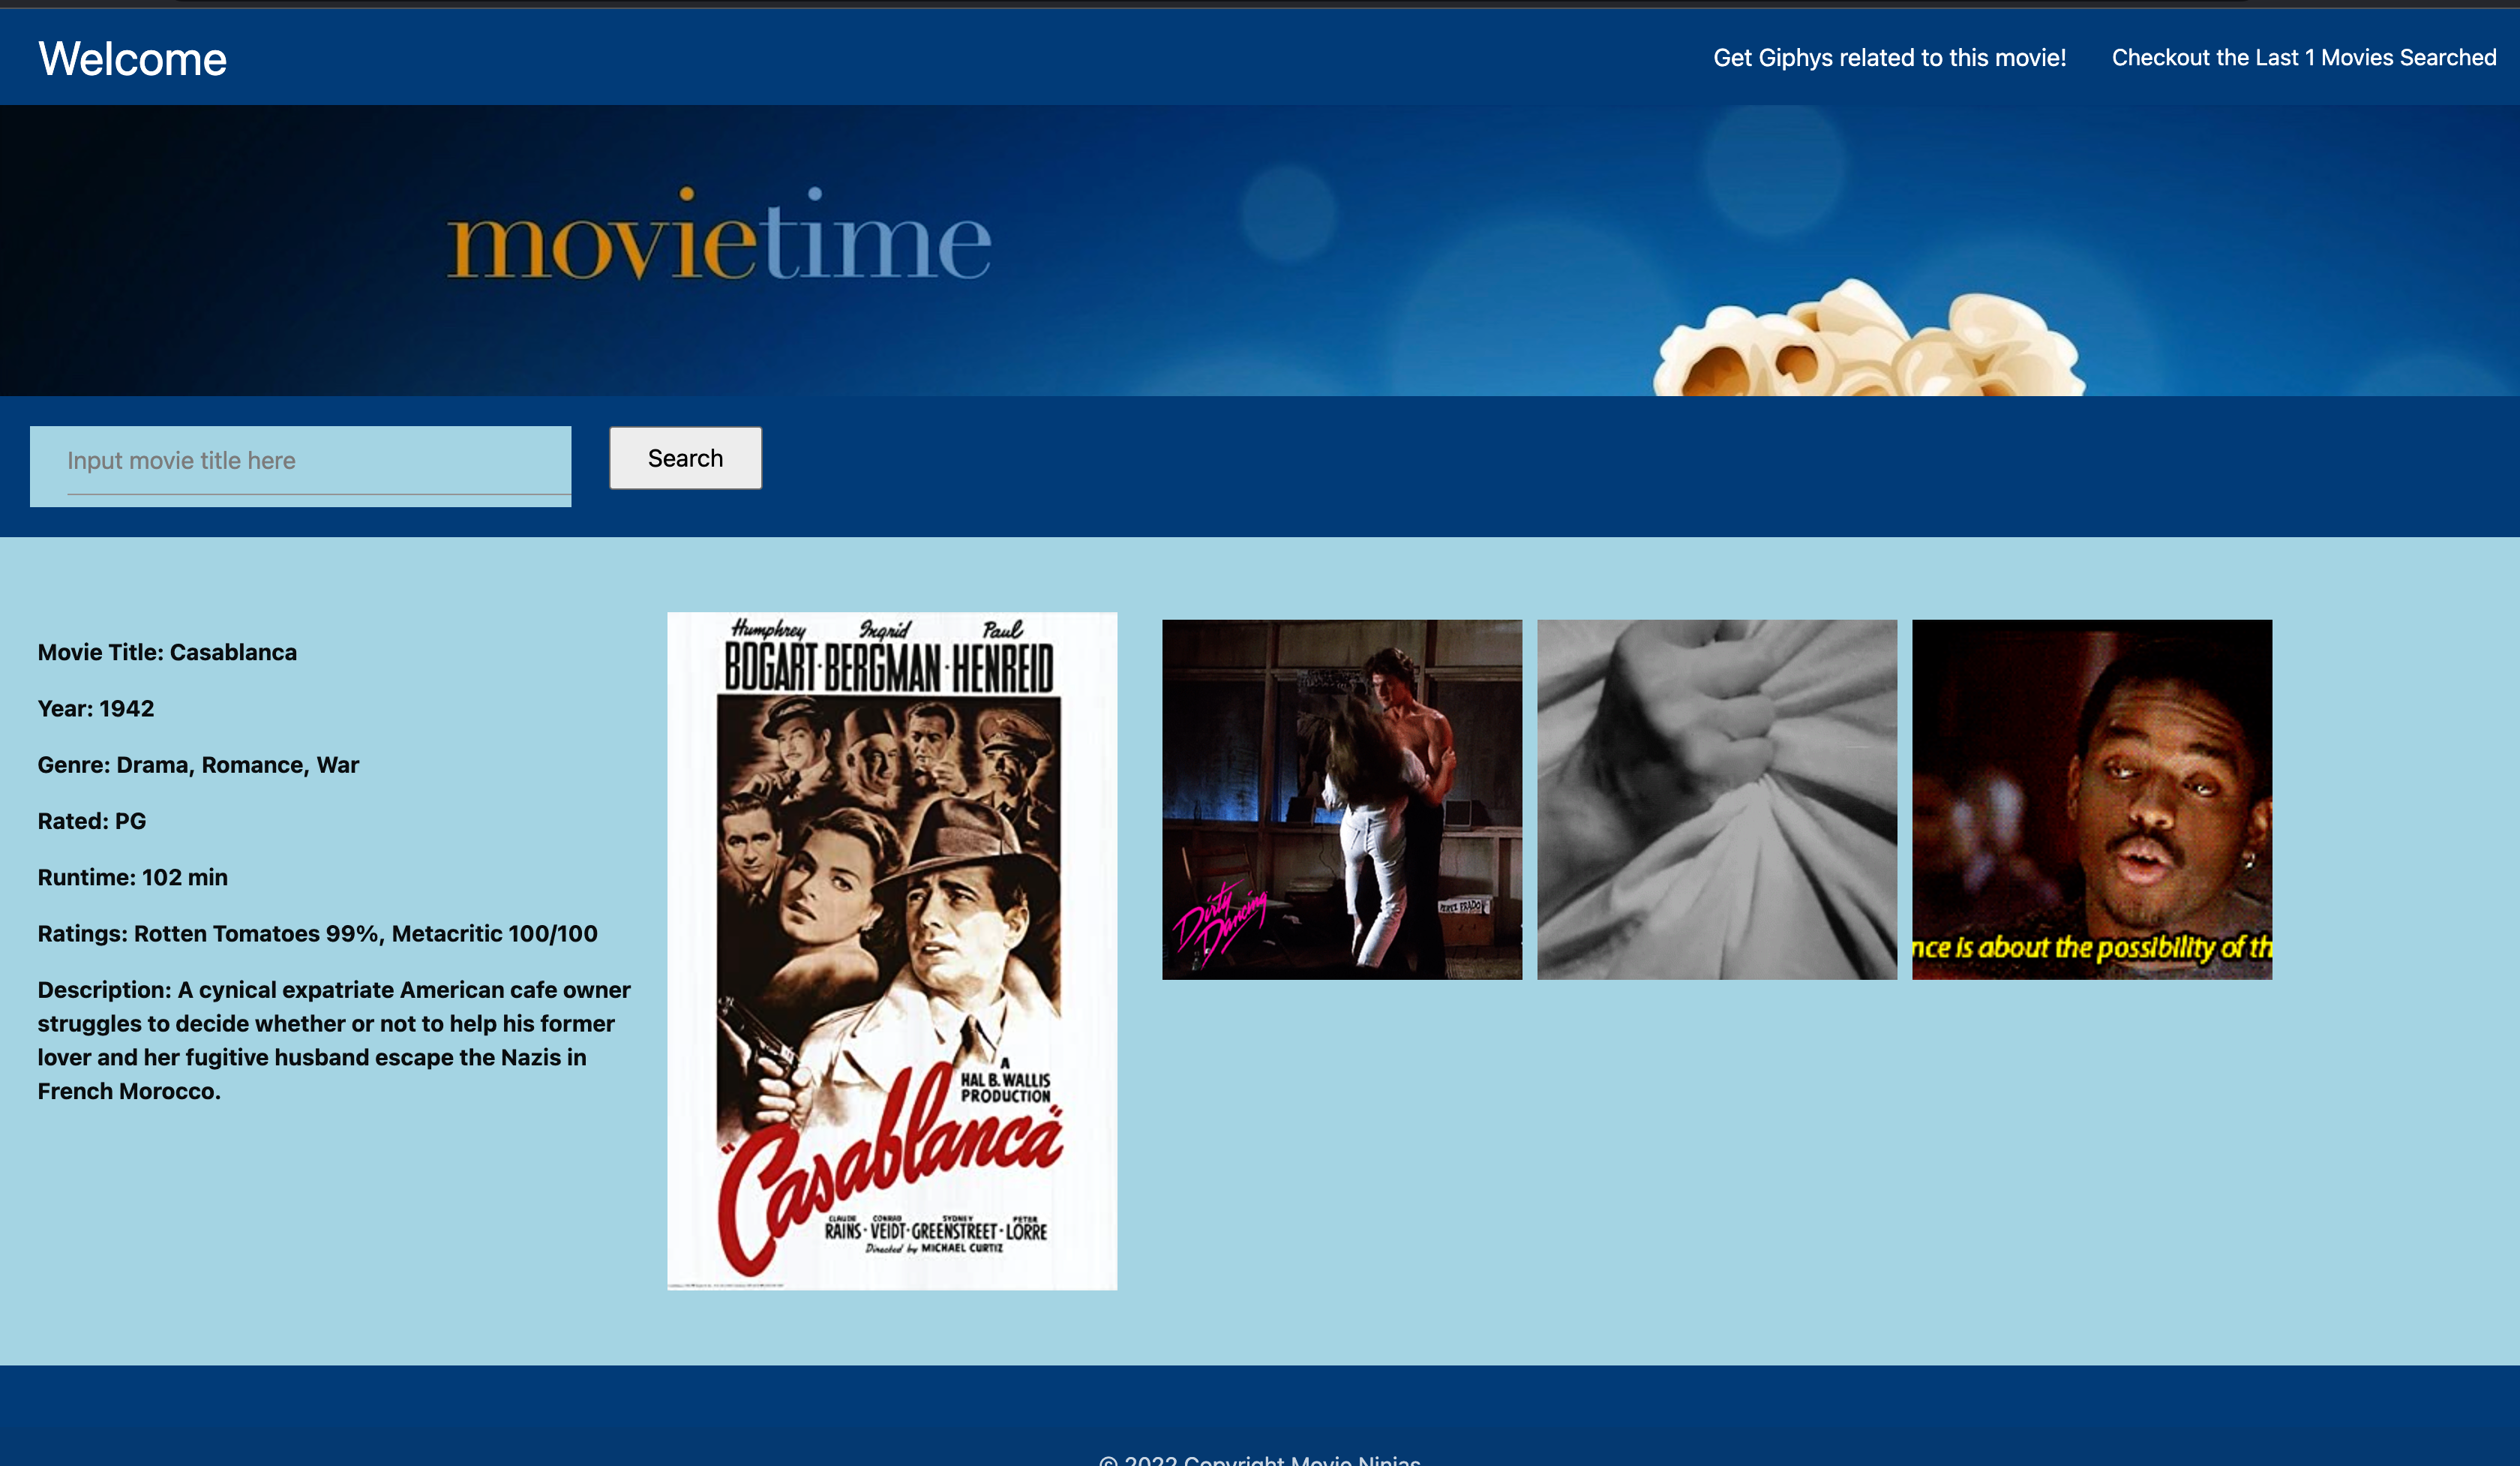 Welcome
Get Giphys related to this movie!
Checkout the Last 1 Movies Searched
movietime
Input movie title here
Search
Movie Title: Casablanca
Year: 1942
Genre: Drama, Romance, War
Rated: PG
Runtime: 102 min
Ratings: Rotten Tomatoes 99%, Metacritic 100/100
Description: A cynical expatriate American cafe owner
struggles to decide whether or not to help his former
lover and her fugitive husband escape the Nazis in
French Morocco.
Humphrey Ingrid Paul
BOGART · BERGMAN · HENREID
A
HAL B. WALLIS
PRODUCTION
"Casablanca"
CLAUDE CONRAD SYDNEY PETER
RAINS · VEIDT · GREENSTREET · LORRE
Directed by MICHAEL CURTIZ
PEREZ PRADO
Dirty
Dancing
nce is about the possibility of th
© 2022 Copyright Movie Ninjas